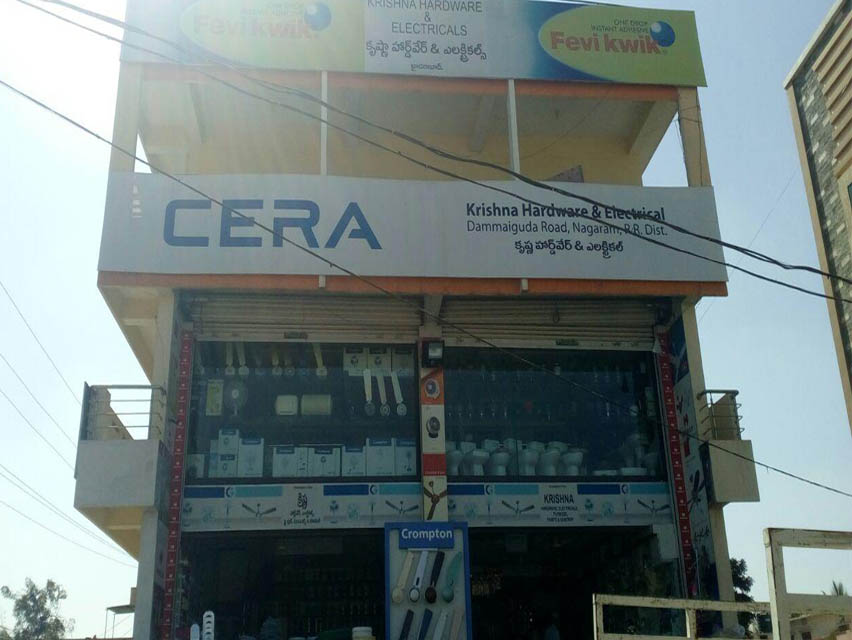 Fevi kwik
KRISHNA HARDWARE
&
ELECTRICALS
కృష్ణా హార్డ్‌వేర్ & ఎలక్ట్రికల్స్
ONE DROP
INSTANT ADHESIVE
Fevi kwik
CERA
Krishna Hardware & Electrical
Dammaiguda Road, Nagaram, R.R. Dist.
కృష్ణ హార్డ్‌వేర్ & ఎలక్ట్రికల్
KRISHNA
Crompton